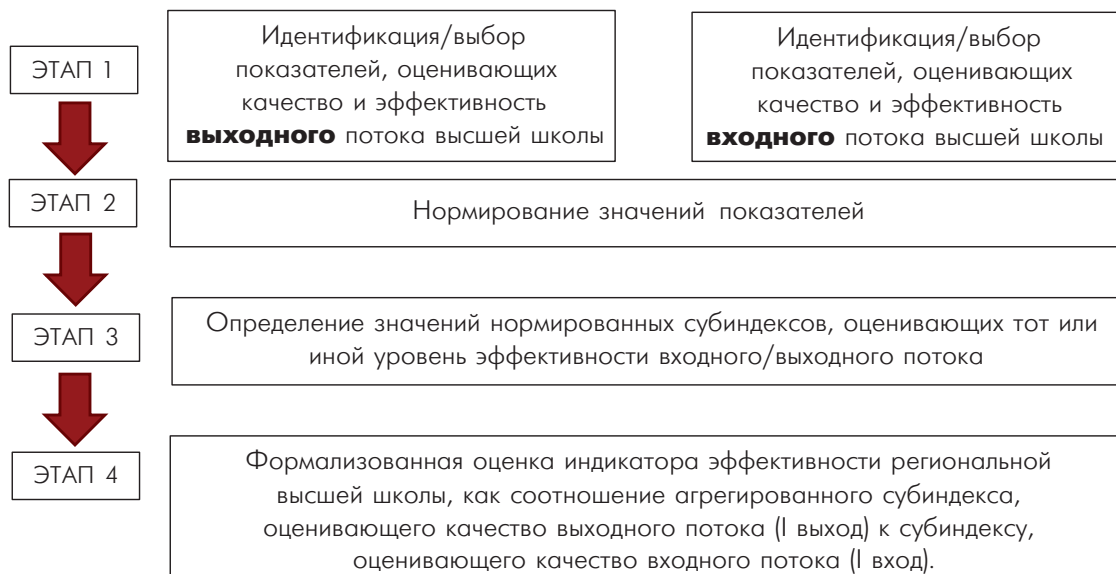 ЭТАП 1
Идентификация/выбор
показателей, оценивающих
качество и эффективность
выходного потока высшей школы
Идентификация/выбор
показателей, оценивающих
качество и эффективность
входного потока высшей школы
ЭТАП 2
Нормирование значений показателей
ЭТАП 3
Определение значений нормированных субиндексов, оценивающих тот или
иной уровень эффективности входного/выходного потока
ЭТАП 4
Формализованная оценка индикатора эффективности региональной
высшей школы, как соотношение агрегированного субиндекса,
оценивающего качество выходного потока (I выход) к субиндексу,
оценивающего качество входного потока (I вход).